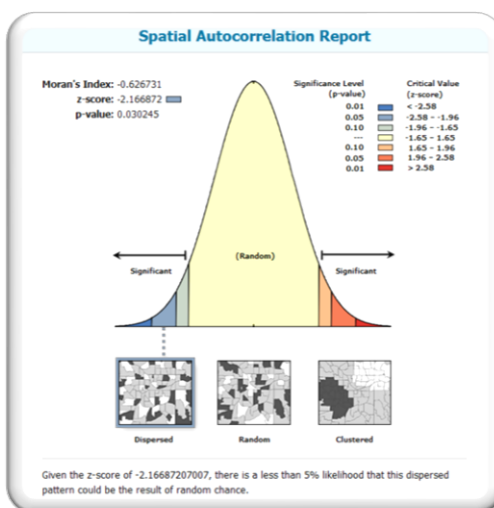 Spatial Autocorrelation Report
Moran's Index: -0.626731
z-score: -2.166872
p-value: 0.030245
Significance Level Critical Value
(p-value) (z-score)
0.01 < -2.58
0.05 -2.58 - -1.96
0.10 -1.96 - -1.65
--- -1.65 - 1.65
0.10 1.65 - 1.96
0.05 1.96 - 2.58
0.01 > 2.58
Significant (Random) Significant
Dispersed Random Clustered
Given the z-score of -2.16687207007, there is a less than 5% likelihood that this dispersed
pattern could be the result of random chance.